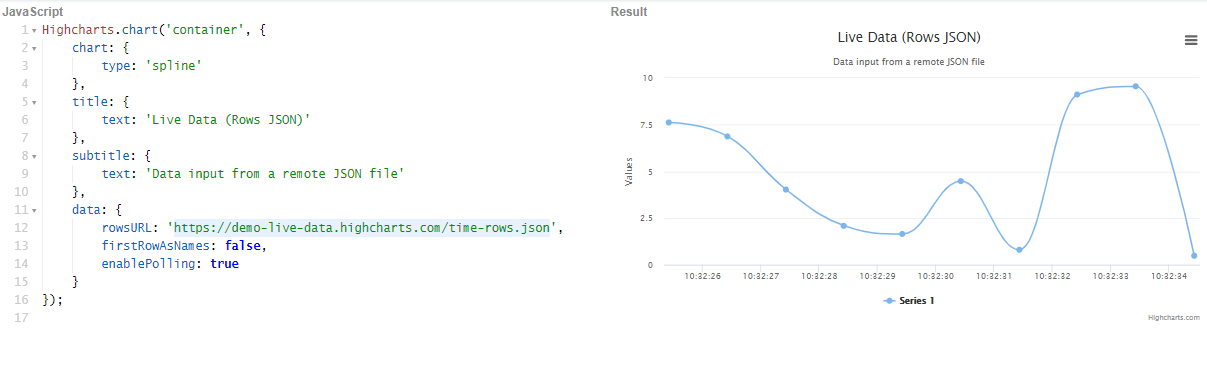 JavaScript
1 Highcharts.chart('container', {
2 chart: {
3 type: 'spline'
4 },
5 title: {
6 text: 'Live Data (Rows JSON)'
7 },
8 subtitle: {
9 text: 'Data input from a remote JSON file'
10 },
11 data: {
12 rowsURL: 'https://demo-live-data.highcharts.com/time-rows.json',
13 firstRowAsNames: false,
14 enablePolling: true
15 }
16 });
17
Result
Live Data (Rows JSON)
Data input from a remote JSON file
Values
10
7.5
5
2.5
0
10:32:26 10:32:27 10:32:28 10:32:29 10:32:30 10:32:31 10:32:32 10:32:33 10:32:34
Series 1
Highcharts.com